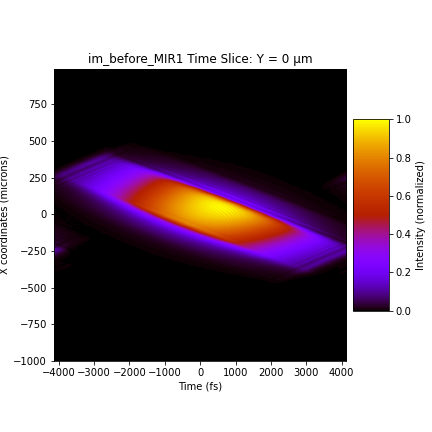 im_before_MIR1 Time Slice: Y = 0 μm
X coordinates (microns)
750
500
250
0
−250
−500
−750
−1000
−4000 −3000 −2000 −1000 0 1000 2000 3000 4000
Time (fs)
1.0
0.8
0.6
0.4
0.2
0.0
Intensity (normalized)